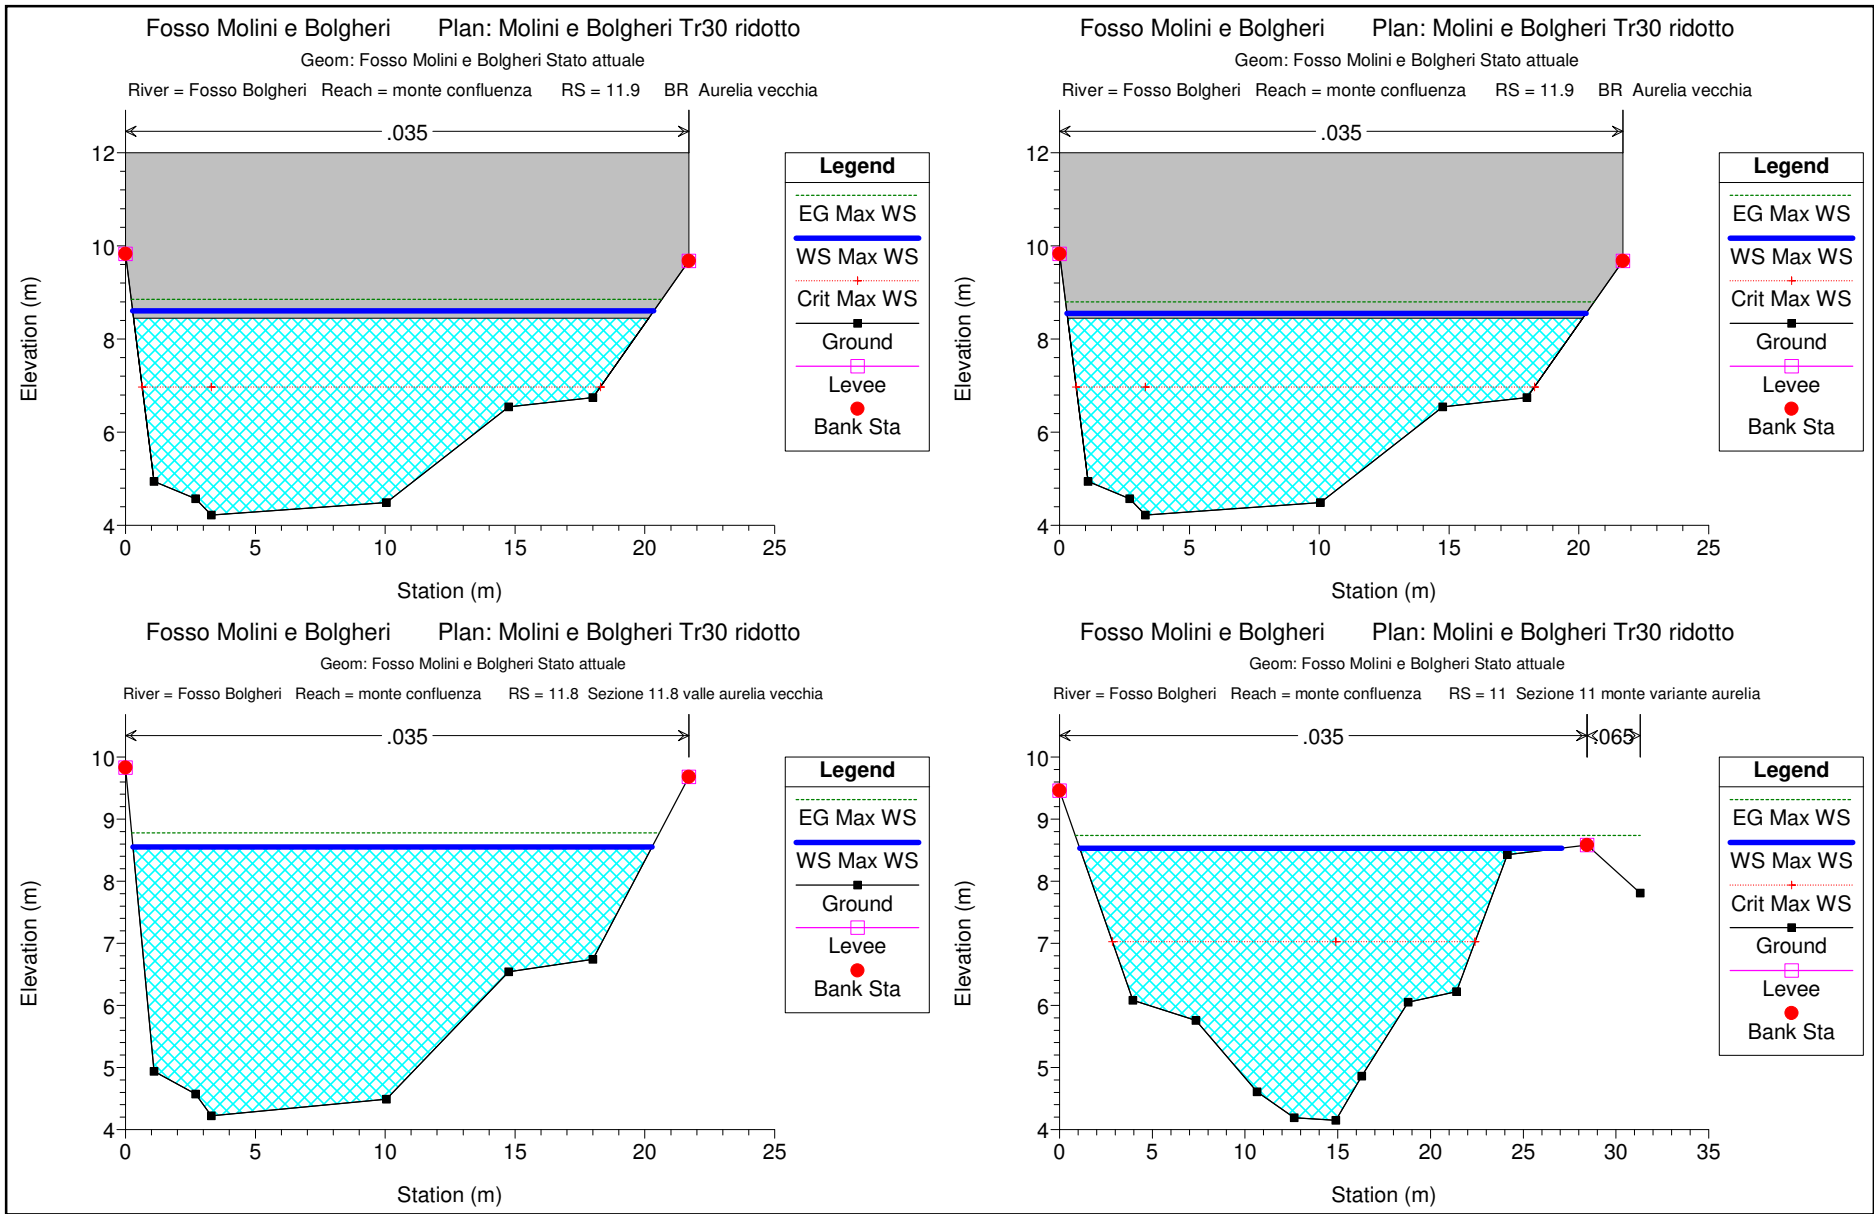 Fosso Molini e Bolgheri Plan: Molini e Bolgheri Tr30 ridotto
Geom: Fosso Molini e Bolgheri Stato attuale
River = Fosso Bolgheri Reach = monte confluenza RS = 11.9 BR Aurelia vecchia
.035
12
10
8
6
4
0 5 10 15 20 25
Elevation (m)
Station (m)
Legend
EG Max WS
WS Max WS
Crit Max WS
Ground
Levee
Bank Sta
Fosso Molini e Bolgheri Plan: Molini e Bolgheri Tr30 ridotto
Geom: Fosso Molini e Bolgheri Stato attuale
River = Fosso Bolgheri Reach = monte confluenza RS = 11.9 BR Aurelia vecchia
.035
12
10
8
6
4
0 5 10 15 20 25
Elevation (m)
Station (m)
Legend
EG Max WS
WS Max WS
Crit Max WS
Ground
Levee
Bank Sta
Fosso Molini e Bolgheri Plan: Molini e Bolgheri Tr30 ridotto
Geom: Fosso Molini e Bolgheri Stato attuale
River = Fosso Bolgheri Reach = monte confluenza RS = 11.8 Sezione 11.8 valle aurelia vecchia
.035
10
9
8
7
6
5
4
0 5 10 15 20 25
Elevation (m)
Station (m)
Legend
EG Max WS
WS Max WS
Ground
Levee
Bank Sta
Fosso Molini e Bolgheri Plan: Molini e Bolgheri Tr30 ridotto
Geom: Fosso Molini e Bolgheri Stato attuale
River = Fosso Bolgheri Reach = monte confluenza RS = 11 Sezione 11 monte variante aurelia
.035 .065
10
9
8
7
6
5
4
0 5 10 15 20 25 30 35
Elevation (m)
Station (m)
Legend
EG Max WS
WS Max WS
Crit Max WS
Ground
Levee
Bank Sta